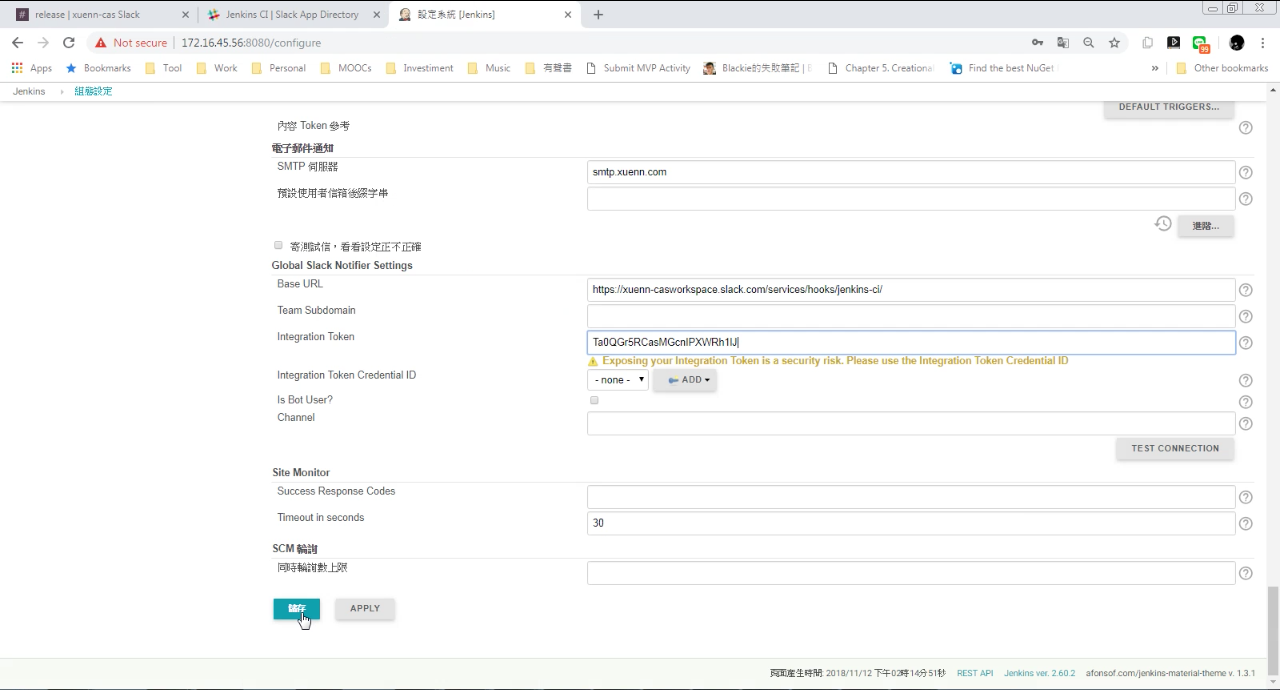 release | xuenn-cas Slack
Jenkins CI | Slack App Directory
設定系統 [Jenkins]
Not secure
172.16.45.56:8080/configure
Apps
Bookmarks
Tool
Work
Personal
MOOCs
Investiment
Music
有聲書
Submit MVP Activity
Blackie的失敗筆記 |
Chapter 5. Creationa
Find the best NuGet
»
Other bookmarks
99
Jenkins
組態設定
DEFAULT TRIGGERS...
內容 Token 參考
電子郵件通知
SMTP 伺服器
smtp.xuenn.com
預設使用者信箱後綴字串
進階...
寄測試信，看看設定正不正確
Global Slack Notifier Settings
Base URL
https://xuenn-casworkspace.slack.com/services/hooks/jenkins-ci/
Team Subdomain
Integration Token
Ta0QGr5RCasMGcnIPXWRh1IJ
Exposing your Integration Token is a security risk. Please use the Integration Token Credential ID
Integration Token Credential ID
- none -
ADD
Is Bot User?
Channel
TEST CONNECTION
Site Monitor
Success Response Codes
Timeout in seconds
30
SCM 輪詢
同時輪詢數上限
儲存
APPLY
頁面產生時間: 2018/11/12 下午02時14分51秒
REST API
Jenkins ver. 2.60.2
afonsof.com/jenkins-material-theme v. 1.3.1